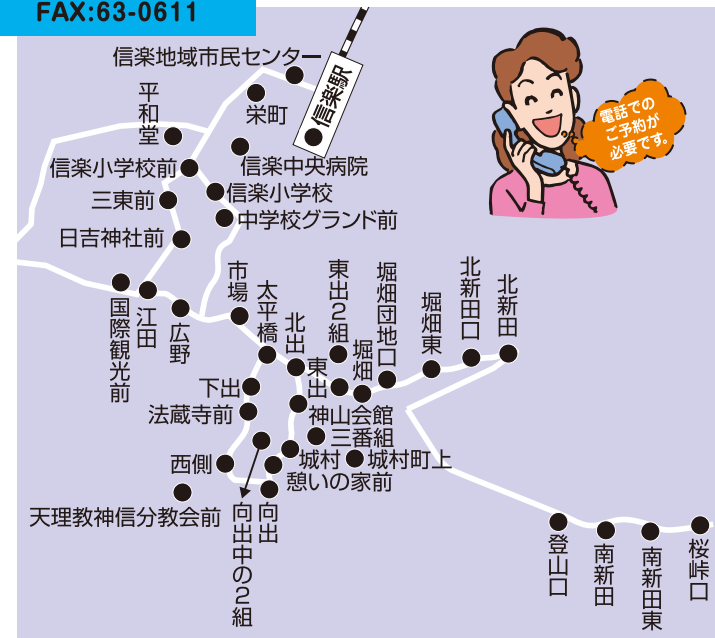 FAX:63-0611
信楽地域市民センター
信楽駅
栄町
平和堂
電話での
ご予約が
必要です。
信楽中央病院
信楽小学校前
信楽小学校
三東前
中学校グランド前
日吉神社前
国際観光前
江田
広野
市場
太平橋
北出
東出2組
堀畑
堀畑団地口
堀畑東
北新田口
北新田
東出
下出
法蔵寺前
神山会館
三番組
城村
城村町上
西側
憩いの家前
天理教神信分教会前
向出中の2組
向出
登山口
南新田
南新田東
桜峠口